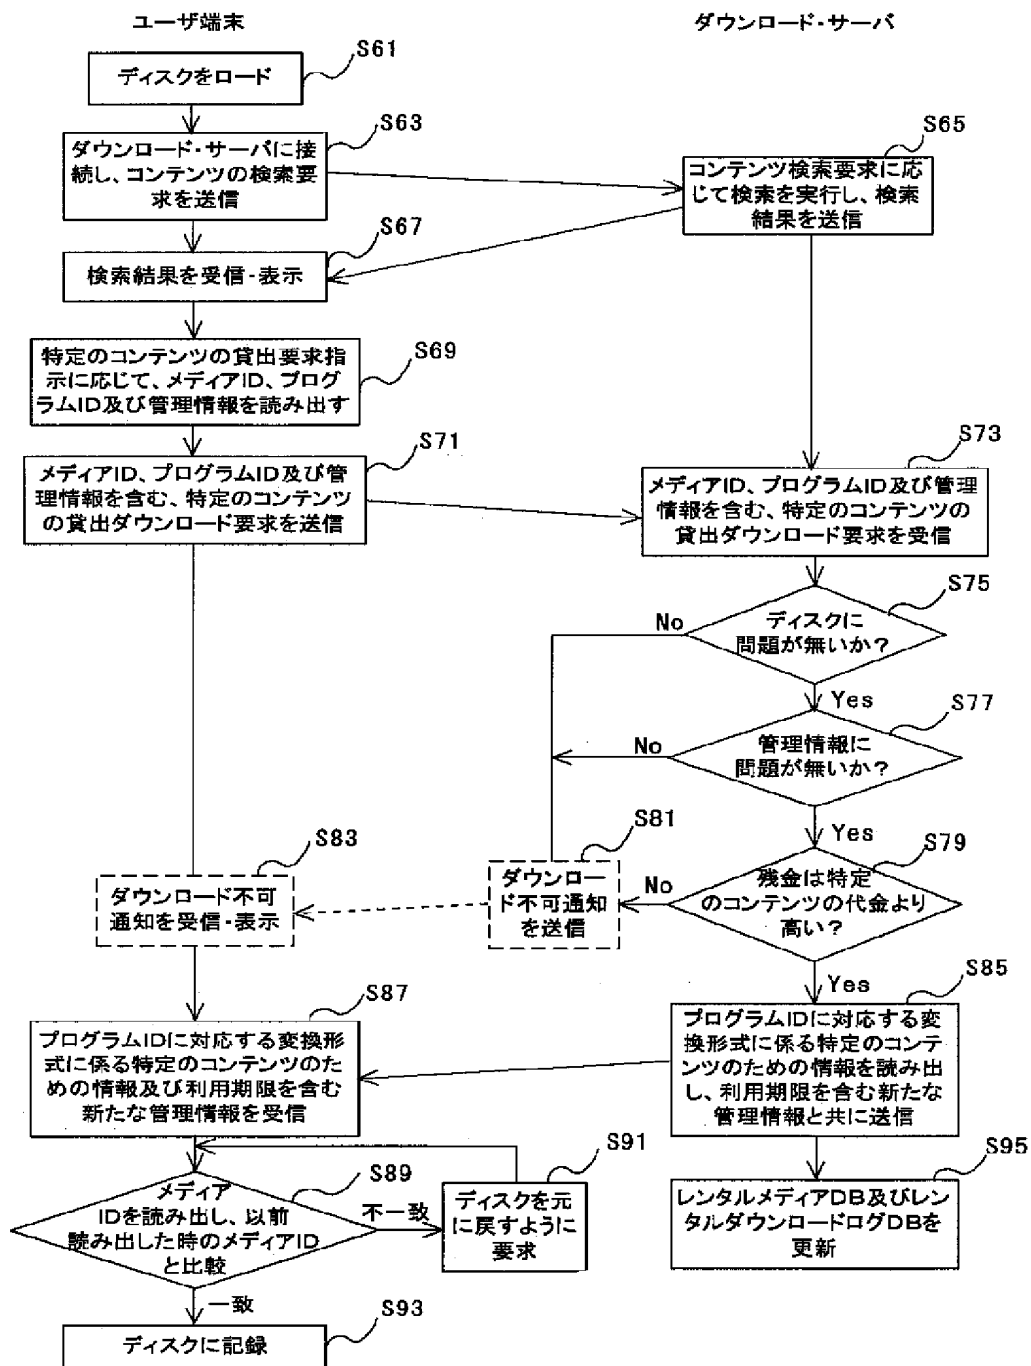 ユーザ端末
ダウンロード・サーバ
S61
ディスクをロード
S63
ダウンロード・サーバに接
続し、コンテンツの検索要
求を送信
S65
コンテンツ検索要求に応
じて検索を実行し、検索
結果を送信
S67
検索結果を受信・表示
S69
特定のコンテンツの貸出要求指
示に応じて、メディアID、プログ
ラムID及び管理情報を読み出す
S71
メディアID、プログラムID及び管
理情報を含む、特定のコンテンツ
の貸出ダウンロード要求を送信
S73
メディアID、プログラムID及び管理
情報を含む、特定のコンテンツの
貸出ダウンロード要求を受信
S75
ディスクに
問題が無いか?
No
Yes
S77
管理情報に
問題が無いか?
No
Yes
S79
残金は特定
のコンテンツの代金より
高い?
No
Yes
S81
ダウンロー
ド不可通知
を送信
S83
ダウンロード不可
通知を受信・表示
S85
プログラムIDに対応する変
換形式に係る特定のコンテ
ンツのための情報を読み出
し、利用期限を含む新たな
管理情報と共に送信
S87
プログラムIDに対応する変換
形式に係る特定のコンテンツの
ための情報及び利用期限を含む
新たな管理情報を受信
S89
メディア
IDを読み出し、以前
読み出した時のメディアID
と比較
不一致
一致
S91
ディスクを元
に戻すように
要求
S93
ディスクに記録
S95
レンタルメディアDB及びレン
タルダウンロードログDBを
更新